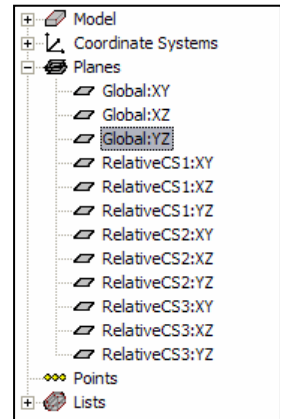 Model
Coordinate Systems
Planes
Global:XY
Global:XZ
Global:YZ
RelativeCS1:XY
RelativeCS1:XZ
RelativeCS1:YZ
RelativeCS2:XY
RelativeCS2:XZ
RelativeCS2:YZ
RelativeCS3:XY
RelativeCS3:XZ
RelativeCS3:YZ
Points
Lists